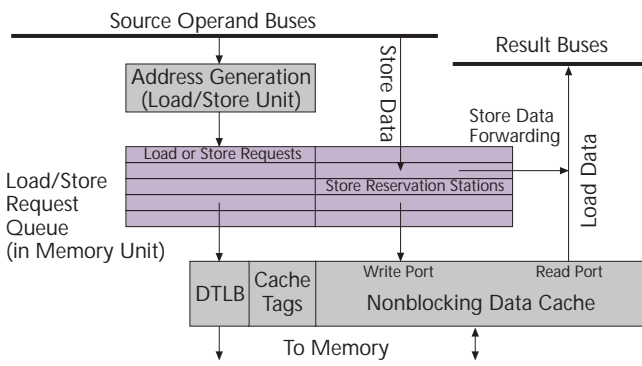 Source Operand Buses
Result Buses
Address Generation
(Load/Store Unit)
Store Data
Store Data
Forwarding
Load or Store Requests
Store Reservation Stations
Load Data
Load/Store
Request
Queue
(in Memory Unit)
DTLB
Cache
Tags
Write Port
Read Port
Nonblocking Data Cache
To Memory